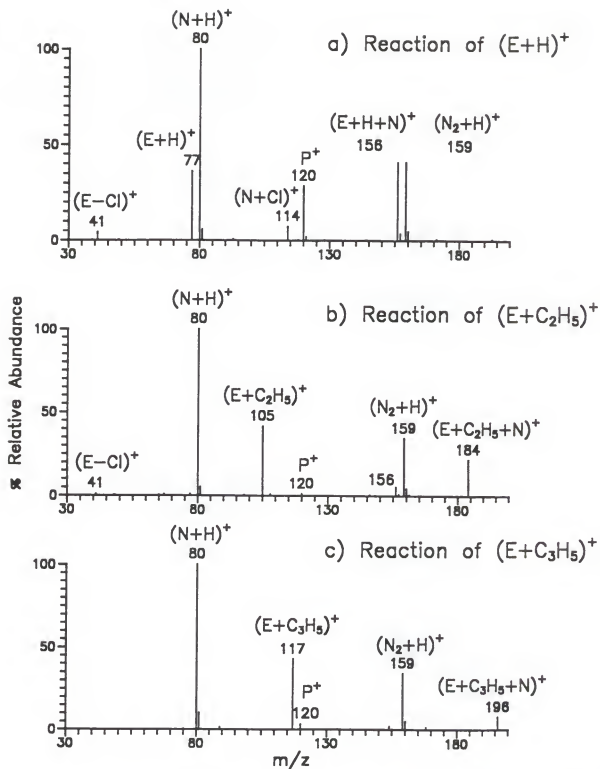 a) Reaction of (E+H)⁺
(N+H)⁺
80
100
(E+H)⁺
77
(E+H+N)⁺
156
(N₂+H)⁺
159
50
P⁺
120
(N+Cl)⁺
114
(E−Cl)⁺
41
0
30 80 130 180
% Relative Abundance
b) Reaction of (E+C₂H₅)⁺
(N+H)⁺
80
100
(E+C₂H₅)⁺
105
(N₂+H)⁺
159
(E+C₂H₅+N)⁺
184
50
(E−Cl)⁺
41
P⁺
120
156
0
30 80 130 180
c) Reaction of (E+C₃H₅)⁺
(N+H)⁺
80
100
(E+C₃H₅)⁺
117
(N₂+H)⁺
159
50
P⁺
120
(E+C₃H₅+N)⁺
196
0
30 80 130 180
m/z